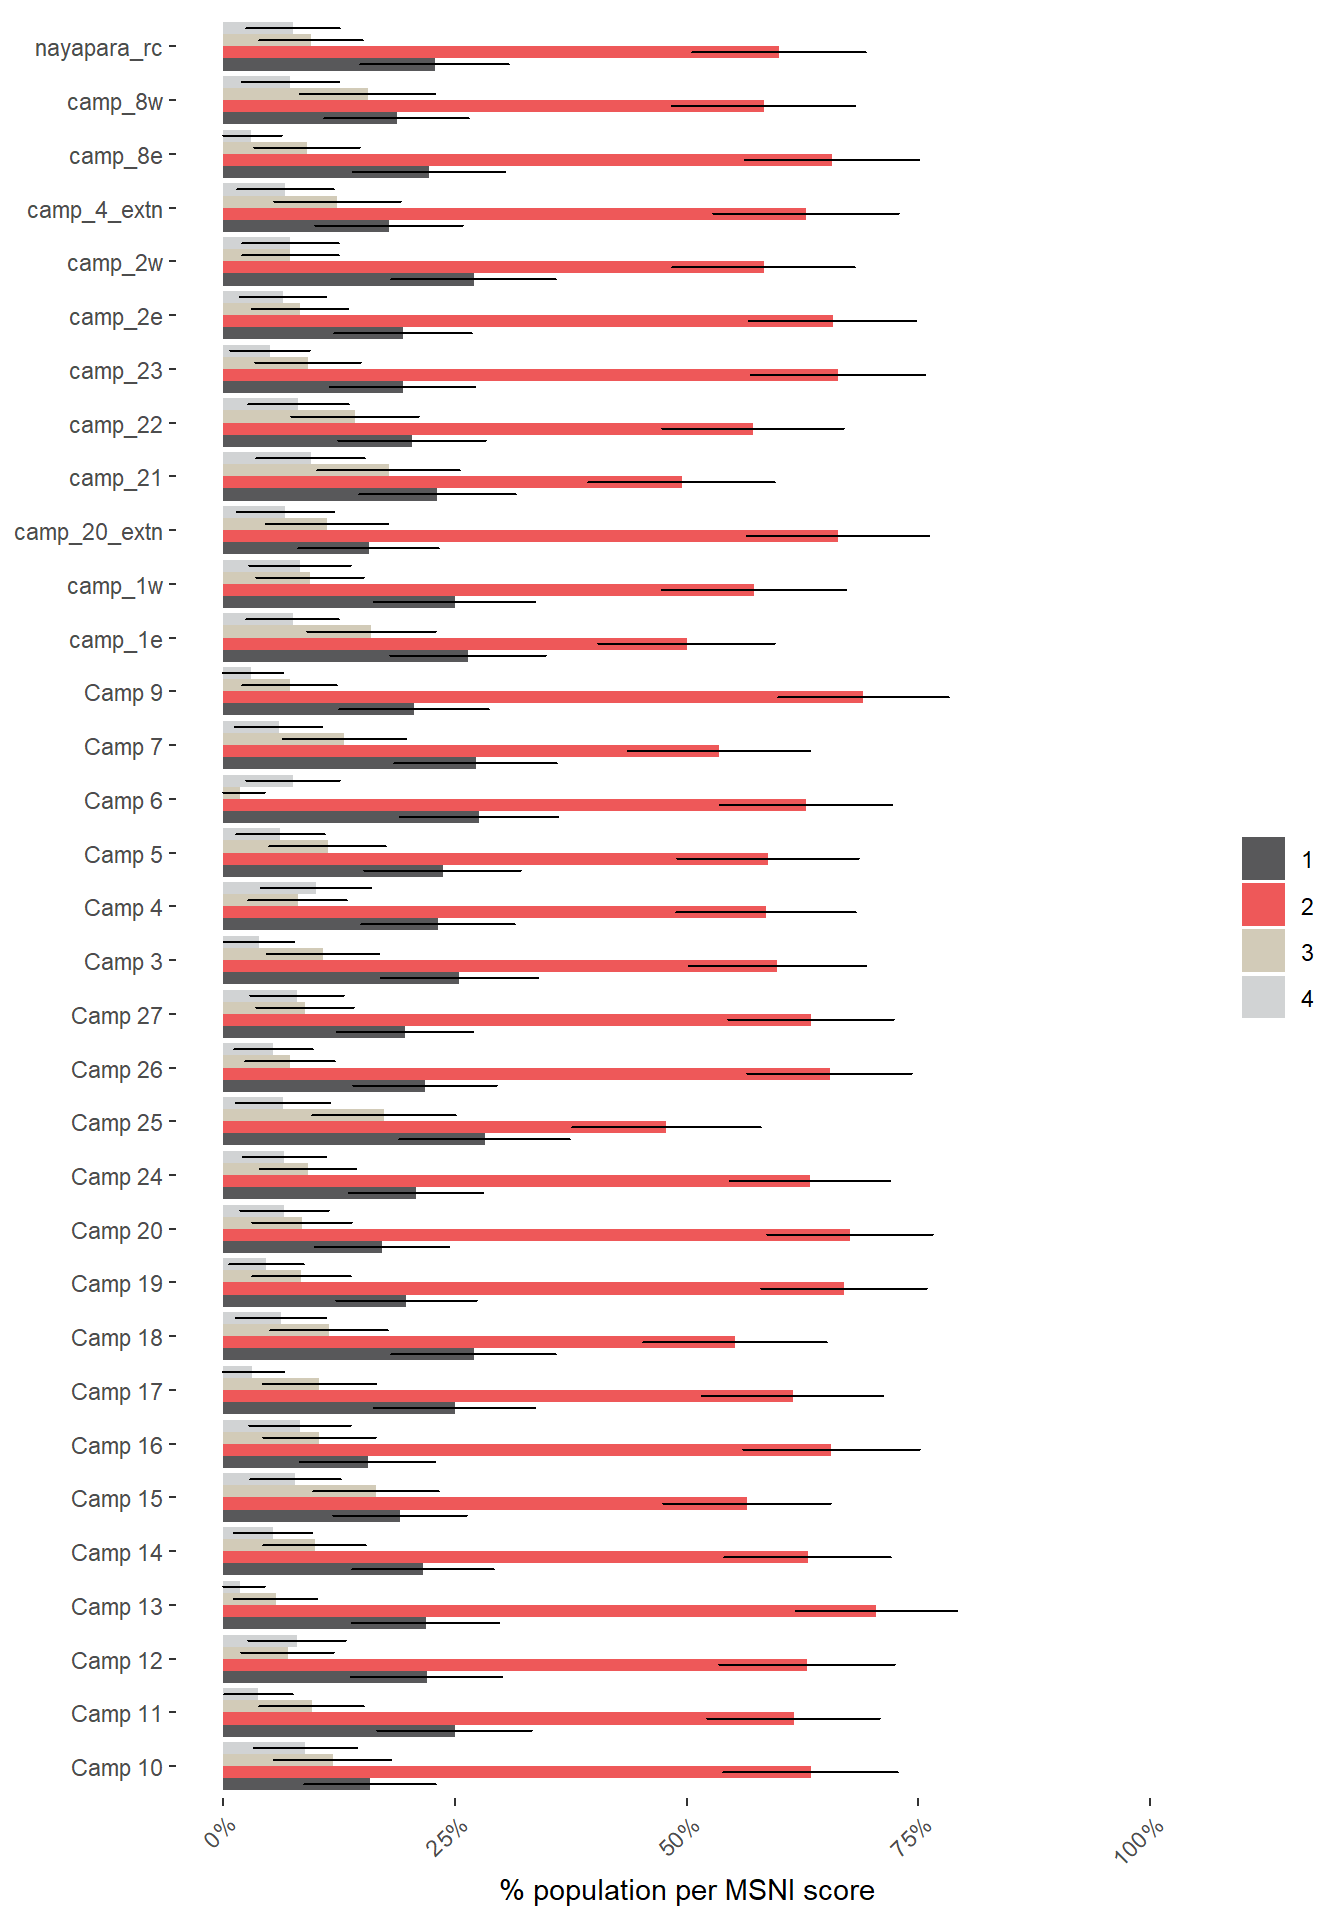 nayapara_rc
camp_8w
camp_8e
camp_4_extn
camp_2w
camp_2e
camp_23
camp_22
camp_21
camp_20_extn
camp_1w
camp_1e
Camp 9
Camp 7
Camp 6
Camp 5
Camp 4
Camp 3
Camp 27
Camp 26
Camp 25
Camp 24
Camp 20
Camp 19
Camp 18
Camp 17
Camp 16
Camp 15
Camp 14
Camp 13
Camp 12
Camp 11
Camp 10
0%
25%
50%
75%
100%
% population per MSNI score
1
2
3
4